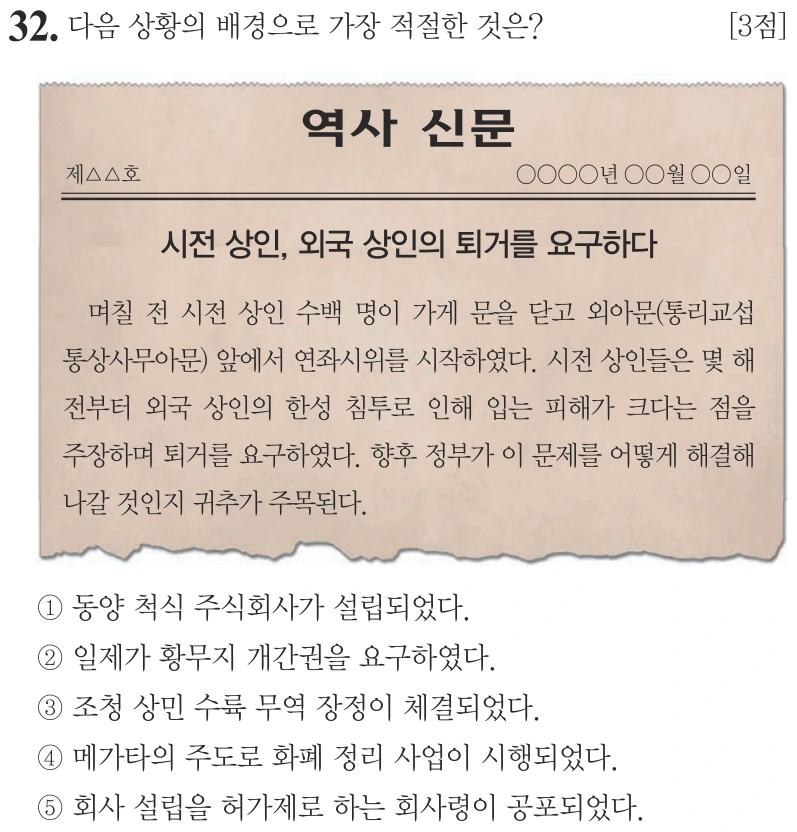 32. 다음 상황의 배경으로 가장 적절한 것은? [3점]
역사 신문
제△△호 ○○○○년 ○○월 ○○일
시전 상인, 외국 상인의 퇴거를 요구하다
며칠 전 시전 상인 수백 명이 가게 문을 닫고 외아문(통리교섭
통상사무아문) 앞에서 연좌시위를 시작하였다. 시전 상인들은 몇 해
전부터 외국 상인의 한성 침투로 인해 입는 피해가 크다는 점을
주장하며 퇴거를 요구하였다. 향후 정부가 이 문제를 어떻게 해결해
나갈 것인지 귀추가 주목된다.
① 동양 척식 주식회사가 설립되었다.
② 일제가 황무지 개간권을 요구하였다.
③ 조청 상민 수륙 무역 장정이 체결되었다.
④ 메가타의 주도로 화폐 정리 사업이 시행되었다.
⑤ 회사 설립을 허가제로 하는 회사령이 공포되었다.